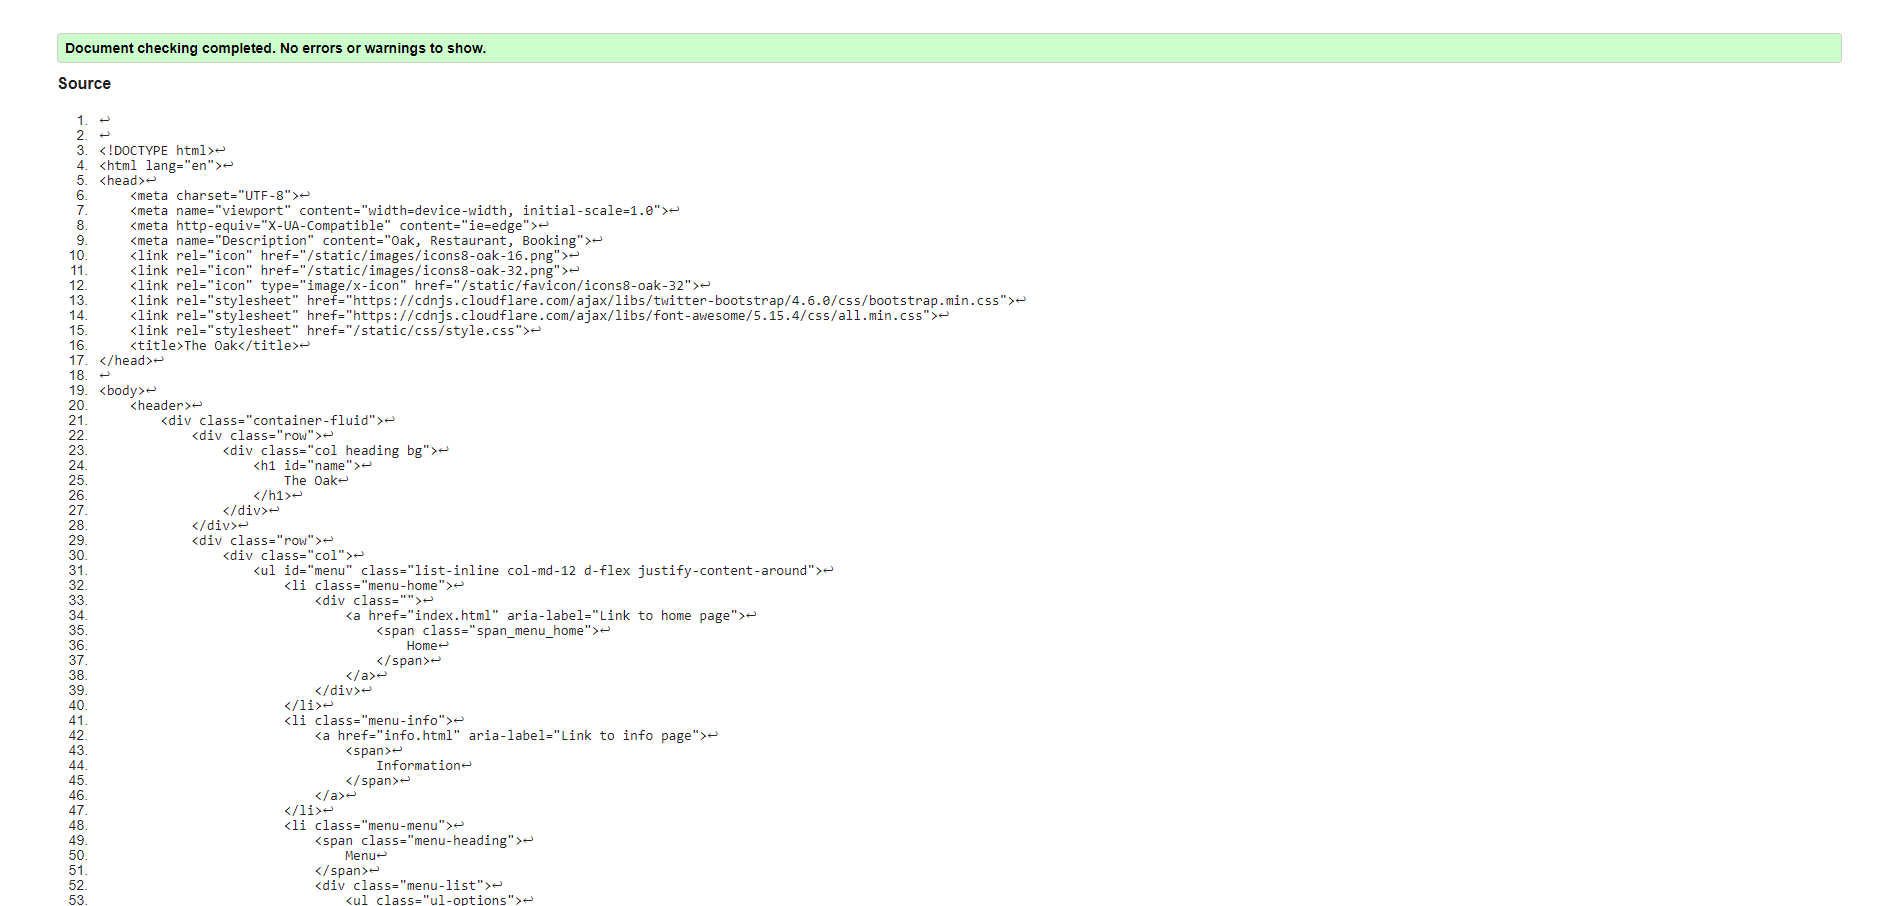 Document checking completed. No errors or warnings to show.
Source
1. ↩
2. ↩
3. <!DOCTYPE html>↩
4. <html lang="en">↩
5. <head>↩
6.     <meta charset="UTF-8">↩
7.     <meta name="viewport" content="width=device-width, initial-scale=1.0">↩
8.     <meta http-equiv="X-UA-Compatible" content="ie=edge">↩
9.     <meta name="Description" content="Oak, Restaurant, Booking">↩
10.     <link rel="icon" href="/static/images/icons8-oak-16.png">↩
11.     <link rel="icon" href="/static/images/icons8-oak-32.png">↩
12.     <link rel="icon" type="image/x-icon" href="/static/favicon/icons8-oak-32">↩
13.     <link rel="stylesheet" href="https://cdnjs.cloudflare.com/ajax/libs/twitter-bootstrap/4.6.0/css/bootstrap.min.css">↩
14.     <link rel="stylesheet" href="https://cdnjs.cloudflare.com/ajax/libs/font-awesome/5.15.4/css/all.min.css">↩
15.     <link rel="stylesheet" href="/static/css/style.css">↩
16.     <title>The Oak</title>↩
17. </head>↩
18. ↩
19. <body>↩
20.     <header>↩
21.         <div class="container-fluid">↩
22.             <div class="row">↩
23.                 <div class="col heading bg">↩
24.                     <h1 id="name">↩
25.                         The Oak↩
26.                     </h1>↩
27.                 </div>↩
28.             </div>↩
29.             <div class="row">↩
30.                 <div class="col">↩
31.                     <ul id="menu" class="list-inline col-md-12 d-flex justify-content-around">↩
32.                         <li class="menu-home">↩
33.                             <div class="">↩
34.                                 <a href="index.html" aria-label="Link to home page">↩
35.                                     <span class="span_menu_home">↩
36.                                         Home↩
37.                                     </span>↩
38.                                 </a>↩
39.                             </div>↩
40.                         </li>↩
41.                         <li class="menu-info">↩
42.                             <a href="info.html" aria-label="Link to info page">↩
43.                                 <span>↩
44.                                     Information↩
45.                                 </span>↩
46.                             </a>↩
47.                         </li>↩
48.                         <li class="menu-menu">↩
49.                             <span class="menu-heading">↩
50.                                 Menu↩
51.                             </span>↩
52.                             <div class="menu-list">↩
53.                                 <ul class="ul-options">↩